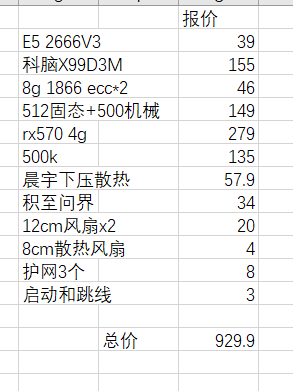 报价
E5 2666V3 39
科脑X99D3M 155
8g 1866 ecc*2 46
512固态+500机械 149
rx570 4g 279
500k 135
晨宇下压散热 57.9
积至问界 34
12cm风扇x2 20
8cm散热风扇 4
护网3个 8
启动和跳线 3
总价 929.9